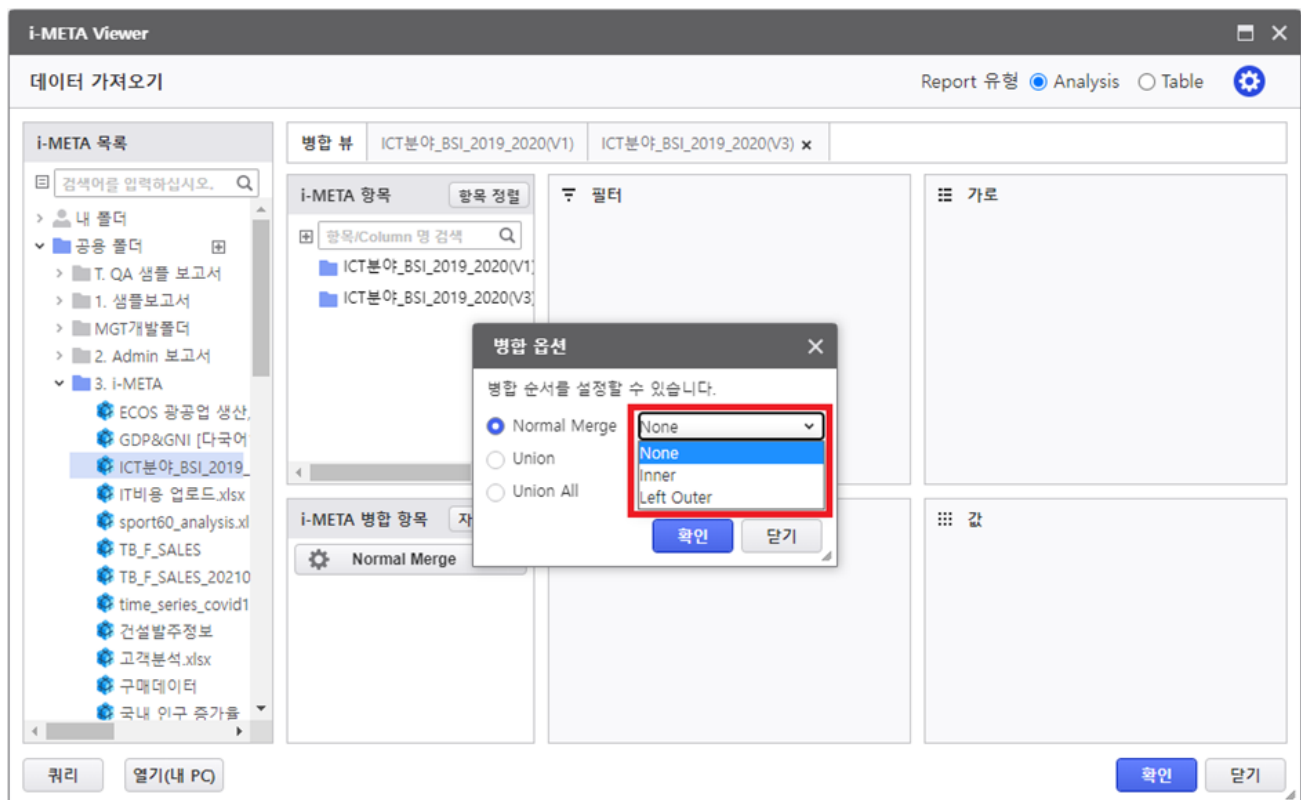 i-META Viewer
데이터 가져오기
Report 유형 Analysis Table
i-META 목록
검색어를 입력하십시오.
내 폴더
공용 폴더
T. QA 샘플 보고서
1. 샘플보고서
MGT개발폴더
2. Admin 보고서
3. i-META
ECOS 광공업 생산,
GDP&GNI [다국어
ICT분야_BSI_2019_
IT비용 업로드.xlsx
sport60_analysis.xl
TB_F_SALES
TB_F_SALES_20210
time_series_covid1
건설발주정보
고객분석.xlsx
구매데이터
국내 인구 증가율
병합 뷰 ICT분야_BSI_2019_2020(V1) ICT분야_BSI_2019_2020(V3)
i-META 항목 항목 정렬
항목/Column 명 검색
ICT분야_BSI_2019_2020(V1)
ICT분야_BSI_2019_2020(V3)
i-META 병합 항목 자
Normal Merge
필터
가로
값
병합 옵션
병합 순서를 설정할 수 있습니다.
Normal Merge None
Union
Union All
None
Inner
Left Outer
확인 닫기
쿼리 열기(내 PC)
확인 닫기